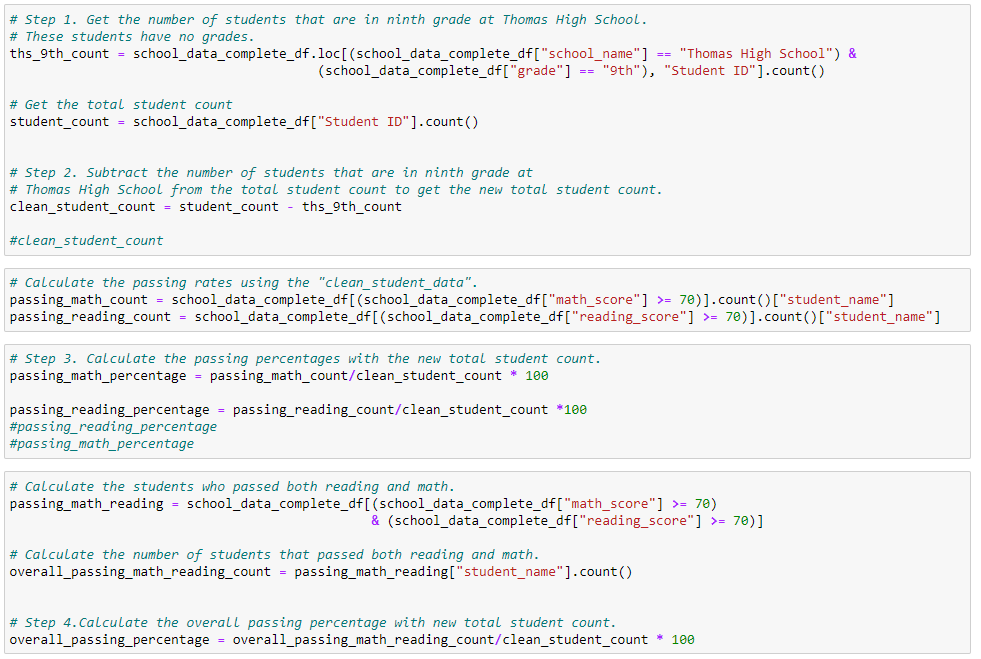 # Step 1. Get the number of students that are in ninth grade at Thomas High School.
# These students have no grades.
ths_9th_count = school_data_complete_df.loc[(school_data_complete_df["school_name"] == "Thomas High School") &
(school_data_complete_df["grade"] == "9th"), "Student ID"].count()
# Get the total student count
student_count = school_data_complete_df["Student ID"].count()
# Step 2. Subtract the number of students that are in ninth grade at
# Thomas High School from the total student count to get the new total student count.
clean_student_count = student_count - ths_9th_count
#clean_student_count
# Calculate the passing rates using the "clean_student_data".
passing_math_count = school_data_complete_df[(school_data_complete_df["math_score"] >= 70)].count()["student_name"]
passing_reading_count = school_data_complete_df[(school_data_complete_df["reading_score"] >= 70)].count()["student_name"]
# Step 3. Calculate the passing percentages with the new total student count.
passing_math_percentage = passing_math_count/clean_student_count * 100
passing_reading_percentage = passing_reading_count/clean_student_count *100
#passing_reading_percentage
#passing_math_percentage
# Calculate the students who passed both reading and math.
passing_math_reading = school_data_complete_df[(school_data_complete_df["math_score"] >= 70)
& (school_data_complete_df["reading_score"] >= 70)]
# Calculate the number of students that passed both reading and math.
overall_passing_math_reading_count = passing_math_reading["student_name"].count()
# Step 4.Calculate the overall passing percentage with new total student count.
overall_passing_percentage = overall_passing_math_reading_count/clean_student_count * 100